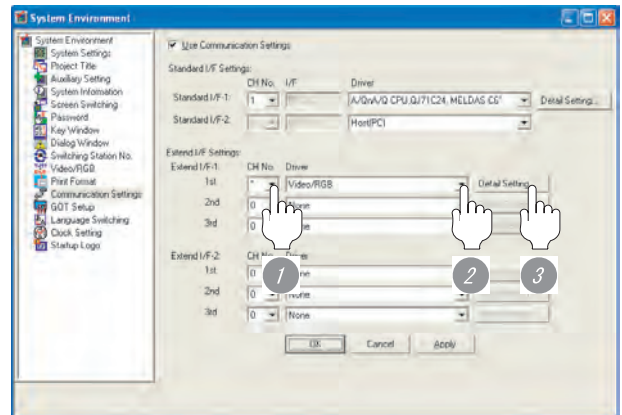 System Environment
System Environment
System Settings
Project Title
Auxiliary Setting
System Information
Screen Switching
Password
Key Window
Dialog Window
Switching Station No.
Video/RGB
Print Format
Communication Settings
GOT Setup
Language Switching
Clock Setting
Startup Logo
Use Communication Settings
Standard I/F Settings
CH No. I/F Driver
Standard I/F-1: 1 A/QnA/Q CPU,QJ71C24, MELDAS C6* Detail Setting...
Standard I/F-2: Host(PC)
Extend I/F Settings
Extend I/F-1: CH No. Driver
1st * Video/RGB Detail Setting...
2nd 0 None
3rd 0
Extend I/F-2: CH No. Driver
1st 0 None
2nd 0 None
3rd 0 None
1 2 3
OK Cancel Apply